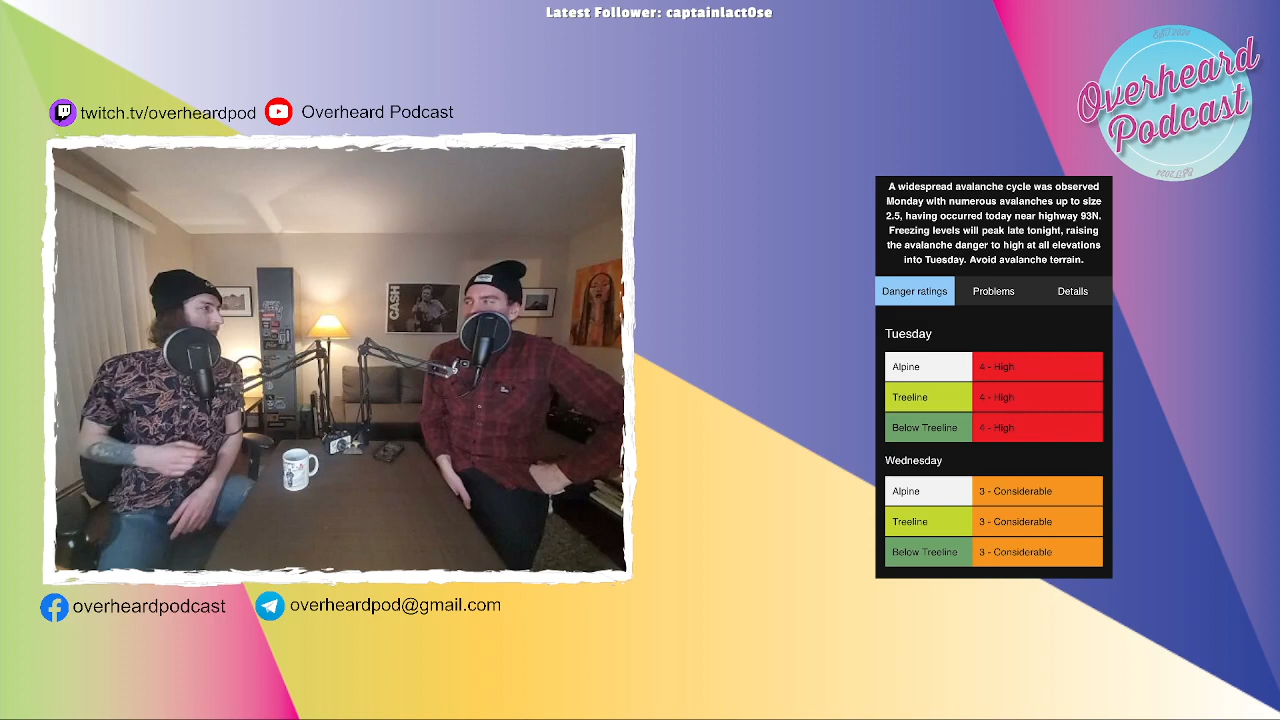 Latest Follower: captainlact0se
Overheard
Podcast
twitch.tv/overheardpod
Overheard Podcast
CASH
A widespread avalanche cycle was observed
Monday with numerous avalanches up to size
2.5, having occurred today near highway 93N.
Freezing levels will peak late tonight, raising
the avalanche danger to high at all elevations
into Tuesday. Avoid avalanche terrain.
Danger ratings Problems Details
Tuesday
Alpine 4 - High
Treeline 4 - High
Below Treeline 4 - High
Wednesday
Alpine 3 - Considerable
Treeline 3 - Considerable
Below Treeline 3 - Considerable
overheardpodcast
overheardpod@gmail.com